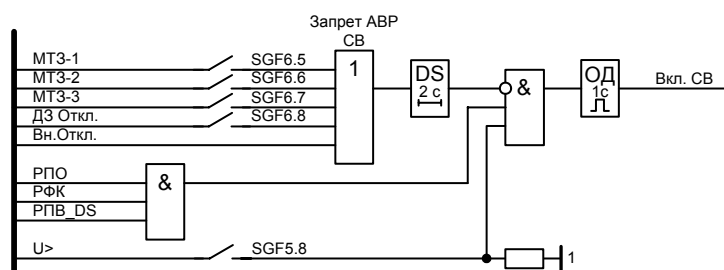 Запрет АВР
СВ
МТЗ-1 SGF6.5
МТЗ-2 SGF6.6
МТЗ-3 SGF6.7
ДЗ Откл. SGF6.8
Вн.Откл.
1
DS
2 с
&
ОД
1с
Вкл. СВ
РПО
РФК
РПВ_DS
&
U> SGF5.8
1